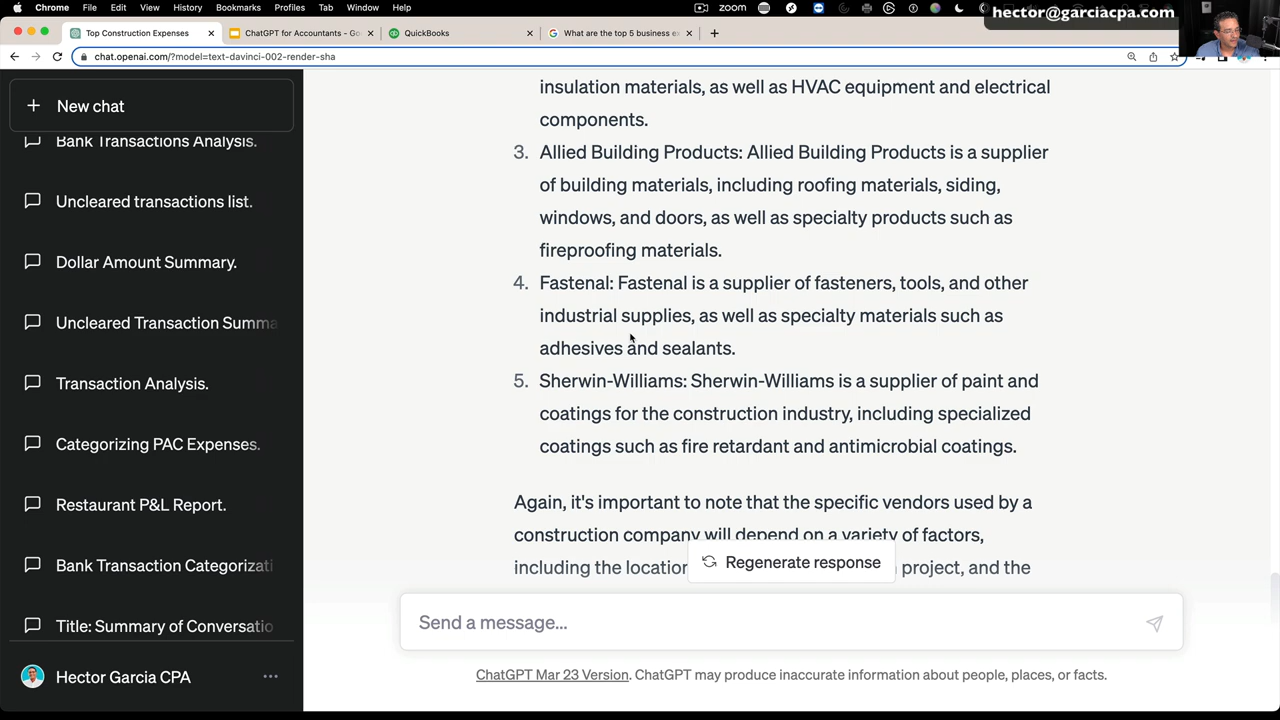 Chrome File Edit View History Bookmarks Profiles Tab Window Help
zoom
hector@garciacpa.com
Top Construction Expenses
ChatGPT for Accountants - Go
QuickBooks
What are the top 5 business e
chat.openai.com/?model=text-davinci-002-render-sha
New chat
Bank Transactions Analysis.
Uncleared transactions list.
Dollar Amount Summary.
Uncleared Transaction Summa
Transaction Analysis.
Categorizing PAC Expenses.
Restaurant P&L Report.
Bank Transaction Categorizati
Title: Summary of Conversatio
Hector Garcia CPA
insulation materials, as well as HVAC equipment and electrical
components.
3. Allied Building Products: Allied Building Products is a supplier
of building materials, including roofing materials, siding,
windows, and doors, as well as specialty products such as
fireproofing materials.
4. Fastenal: Fastenal is a supplier of fasteners, tools, and other
industrial supplies, as well as specialty materials such as
adhesives and sealants.
5. Sherwin-Williams: Sherwin-Williams is a supplier of paint and
coatings for the construction industry, including specialized
coatings such as fire retardant and antimicrobial coatings.
Again, it's important to note that the specific vendors used by a
construction company will depend on a variety of factors,
including the location project, and the
Regenerate response
Send a message...
ChatGPT Mar 23 Version. ChatGPT may produce inaccurate information about people, places, or facts.